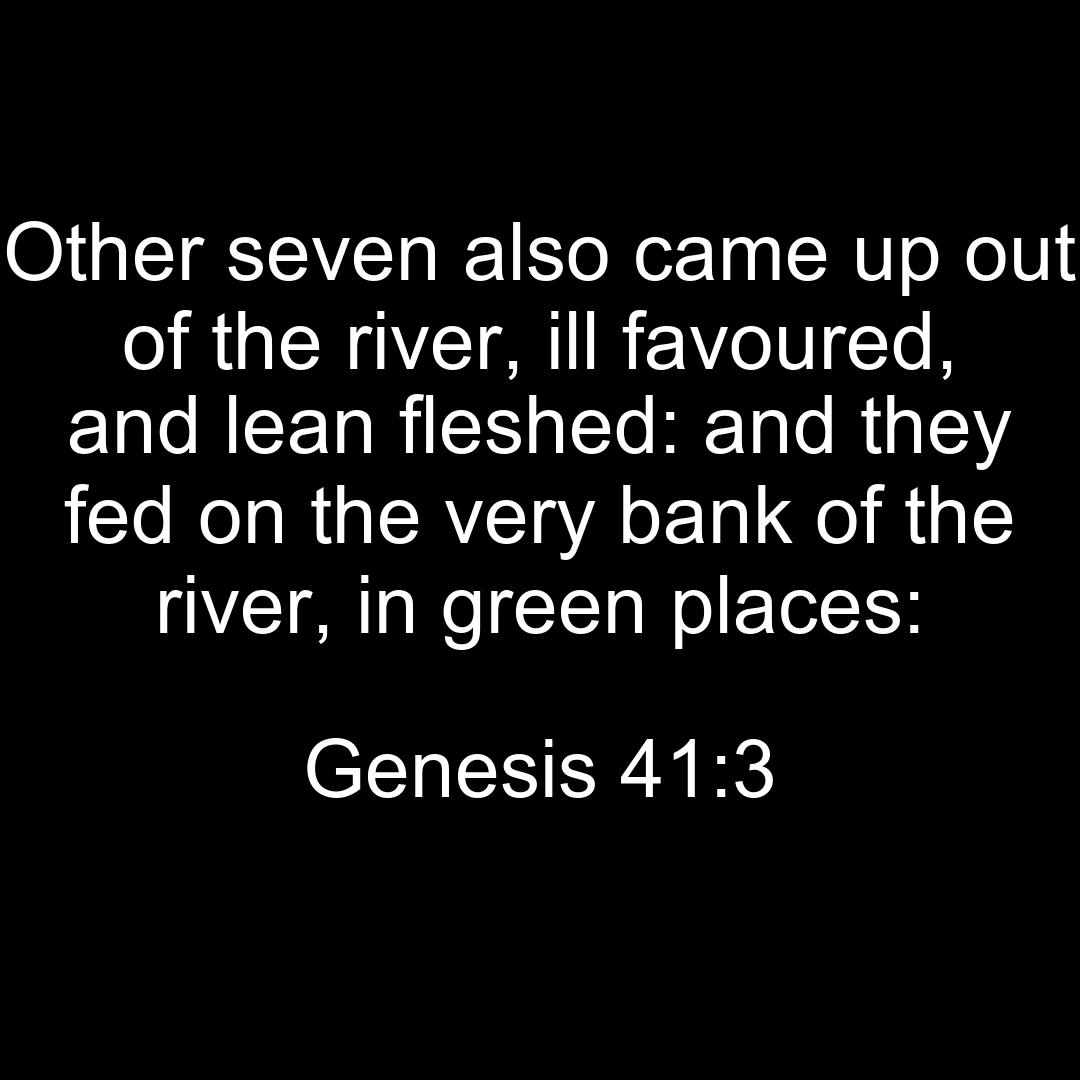 Other seven also came up out
of the river, ill favoured,
and lean fleshed: and they
fed on the very bank of the
river, in green places:
Genesis 41:3